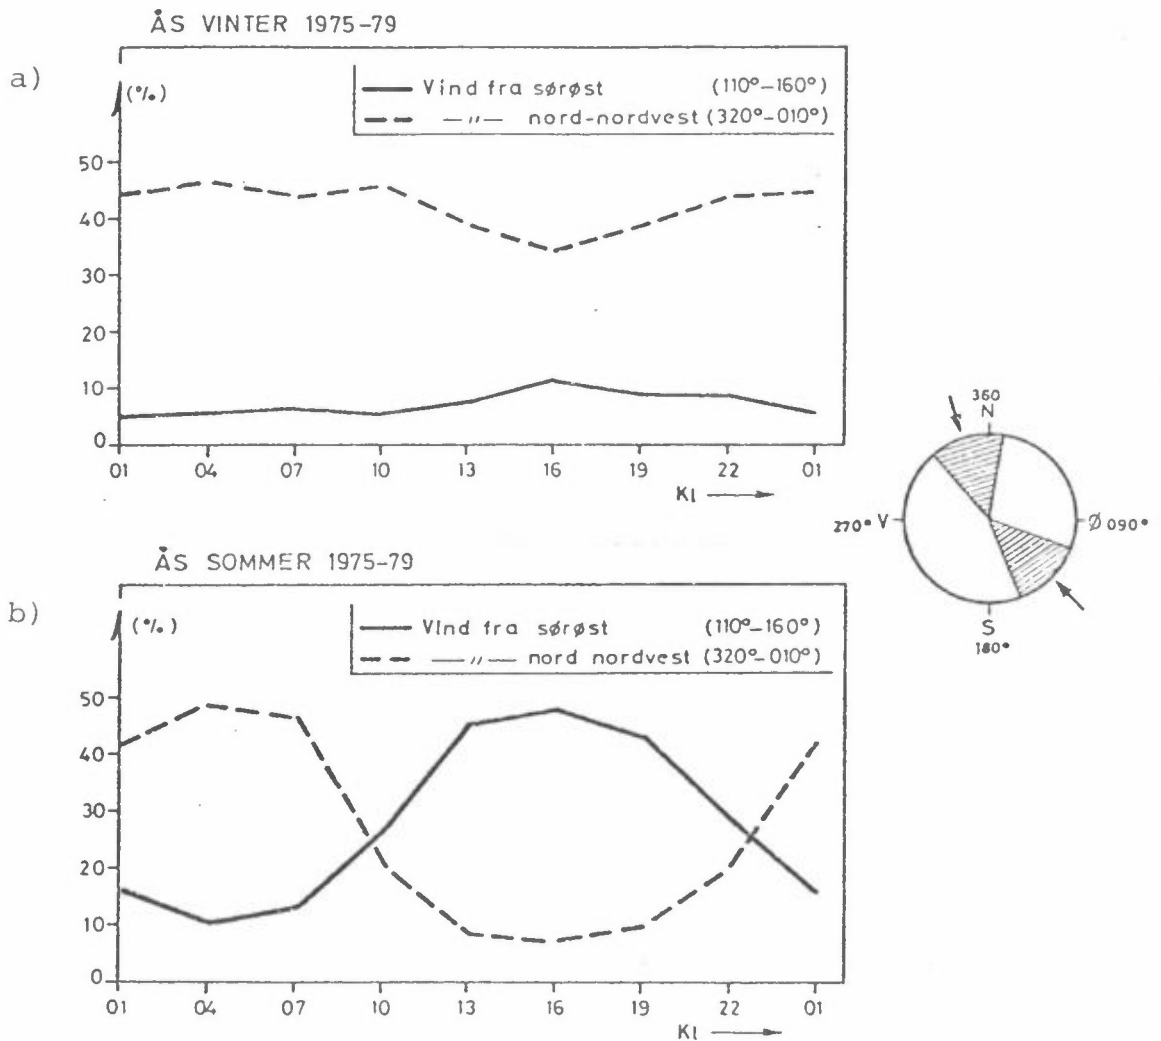 ÅS VINTER 1975-79
a)
(%)
Vind fra sørøst (110°-160°)
—〃— nord-nordvest (320°-010°)
50
40
30
20
10
0
01 04 07 10 13 16 19 22 01
Kl
360
N
270° V
Ø 090°
S
180°
ÅS SOMMER 1975-79
b)
(%)
Vind fra sørøst (110°-160°)
—〃— nord nordvest (320°-010°)
50
40
30
20
10
0
01 04 07 10 13 16 19 22 01
Kl